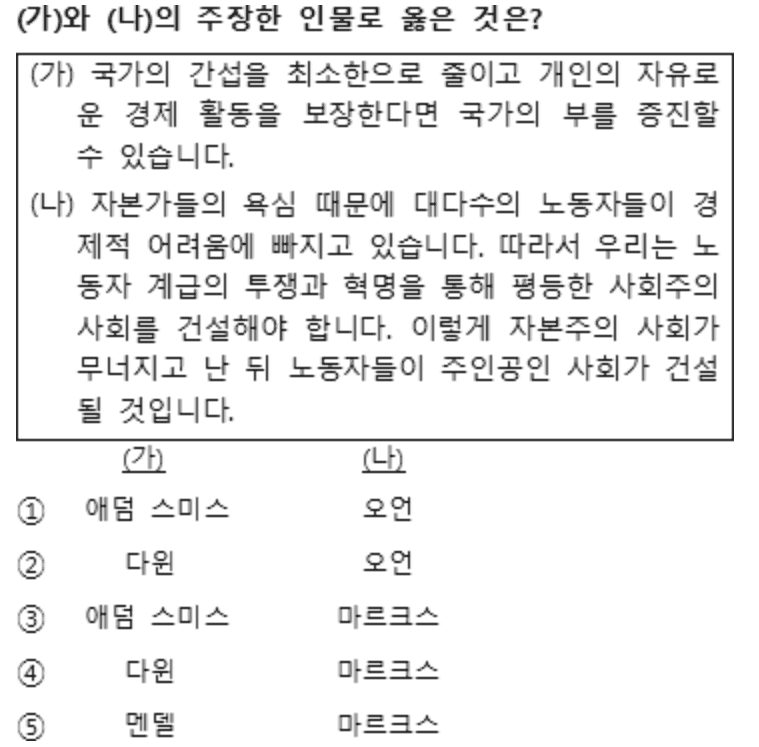 (가)와 (나)의 주장한 인물로 옳은 것은?
(가) 국가의 간섭을 최소한으로 줄이고 개인의 자유로
운 경제 활동을 보장한다면 국가의 부를 증진할
수 있습니다.
(나) 자본가들의 욕심 때문에 대다수의 노동자들이 경
제적 어려움에 빠지고 있습니다. 따라서 우리는 노
동자 계급의 투쟁과 혁명을 통해 평등한 사회주의
사회를 건설해야 합니다. 이렇게 자본주의 사회가
무너지고 난 뒤 노동자들이 주인공인 사회가 건설
될 것입니다.
(가) (나)
① 애덤 스미스 오언
② 다윈 오언
③ 애덤 스미스 마르크스
④ 다윈 마르크스
⑤ 멘델 마르크스